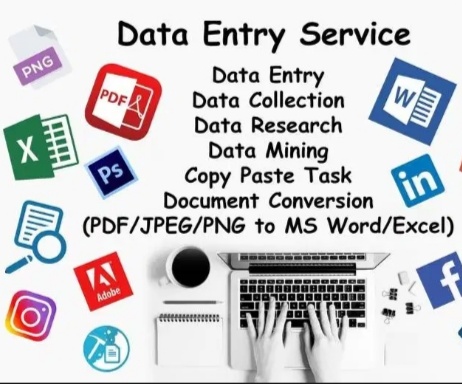 Data Entry Service
Data Entry
Data Collection
Data Research
Data Mining
Copy Paste Task
Document Conversion
(PDF/JPEG/PNG to MS Word/Excel)
PNG
PDF
W
X
Ps
in
Adobe
f